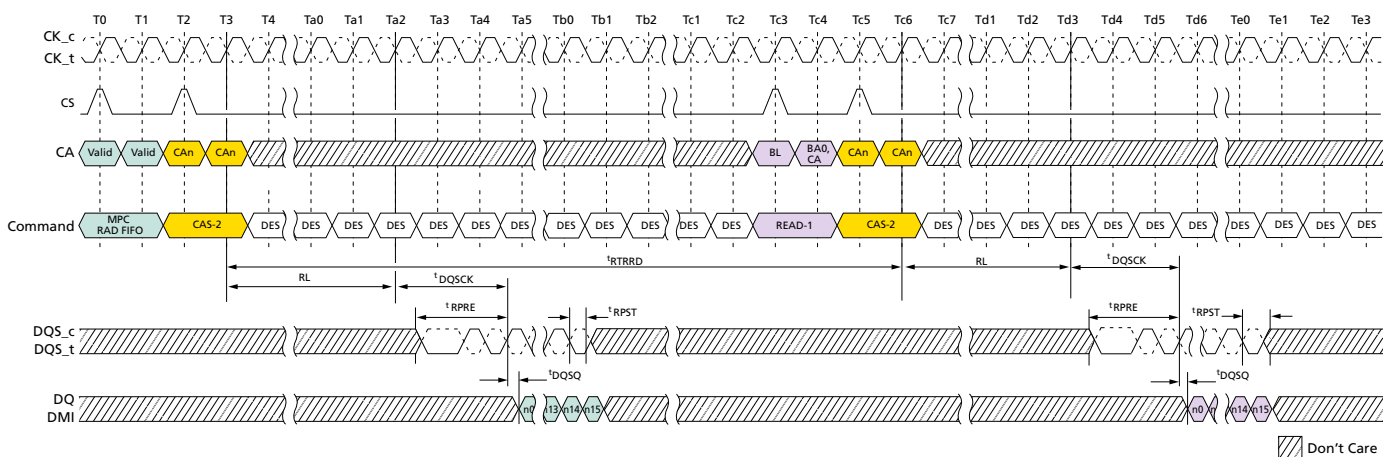 T0 T1 T2 T3 T4 Ta0 Ta1 Ta2 Ta3 Ta4 Ta5 Tb0 Tb1 Tb2 Tc1 Tc2 Tc3 Tc4 Tc5 Tc6 Tc7 Td1 Td2 Td3 Td4 Td5 Td6 Te0 Te1 Te2 Te3
CK_c
CK_t
CS
CA Valid Valid CAn CAn BL BA0, CA CAn CAn
Command MPC RAD FIFO CAS-2 DES DES DES DES DES DES DES DES DES DES DES DES READ-1 CAS-2 DES DES DES DES DES DES DES DES DES DES DES
tRTRRD
RL tDQSCK RL tDQSCK
tRPRE tRPST tRPRE tRPST
DQS_c
DQS_t
tDQSQ tDQSQ
DQ n0 n13 n14 n15 n0 n n14 n15
DMI
Don't Care